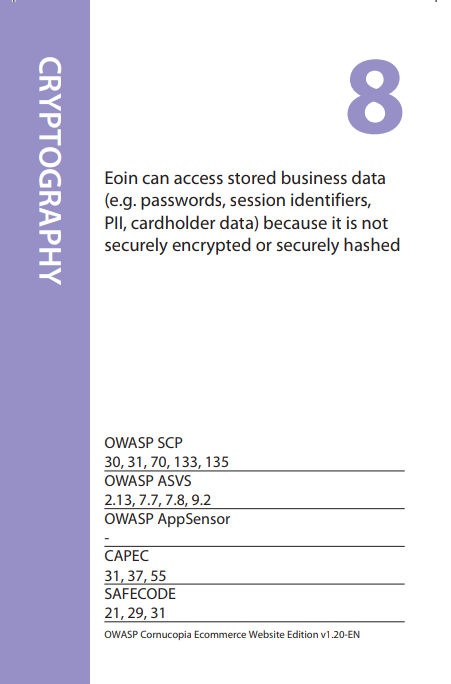 CRYPTOGRAPHY
8
Eoin can access stored business data
(e.g. passwords, session identifiers,
PII, cardholder data) because it is not
securely encrypted or securely hashed
OWASP SCP
30, 31, 70, 133, 135
OWASP ASVS
2.13, 7.7, 7.8, 9.2
OWASP AppSensor
-
CAPEC
31, 37, 55
SAFECODE
21, 29, 31
OWASP Cornucopia Ecommerce Website Edition v1.20-EN